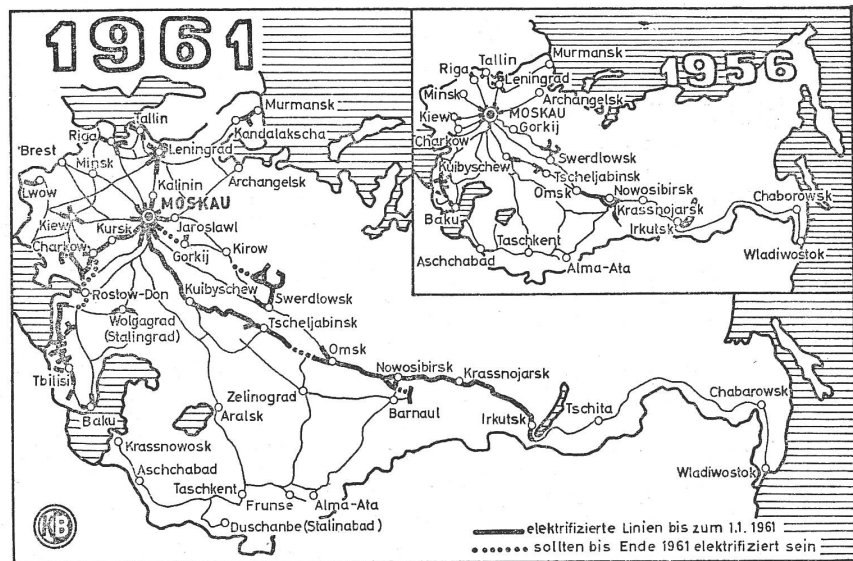 1961
Murmansk
Tallin
Riga
Kandalakscha
Brest
Leningrad
Minsk
Archangelsk
Kalinin
Lwow
MOSKAU
Kiew
Jaroslawl
Kursk
Charkow
Gorkij
Kirow
Rostow-Don
Kuibyschew
Swerdlowsk
Wolgagrad
(Stalingrad)
Tscheljabinsk
Omsk
Tbilisi
Nowosibirsk
Krassnojarsk
Zelinograd
Barnaul
Baku
Aralsk
Irkutsk
Tschita
Chabarowsk
Krassnowosk
Aschchabad
Taschkent
Frunse
Alma-Ata
Wladiwostok
Duschanbe (Stalinabad)
KB
elektrifizierte Linien bis zum 1.1. 1961
sollten bis Ende 1961 elektrifiziert sein
1956
Murmansk
Tallin
Riga
Leningrad
Minsk
Archangelsk
MOSKAU
Kiew
Gorkij
Charkow
Swerdlowsk
Kuibyschew
Tscheljabinsk
Omsk
Nowosibirsk
Chaborowsk
Krassnojarsk
Baku
Irkutsk
Taschkent
Aschchabad
Alma-Ata
Wladiwostok